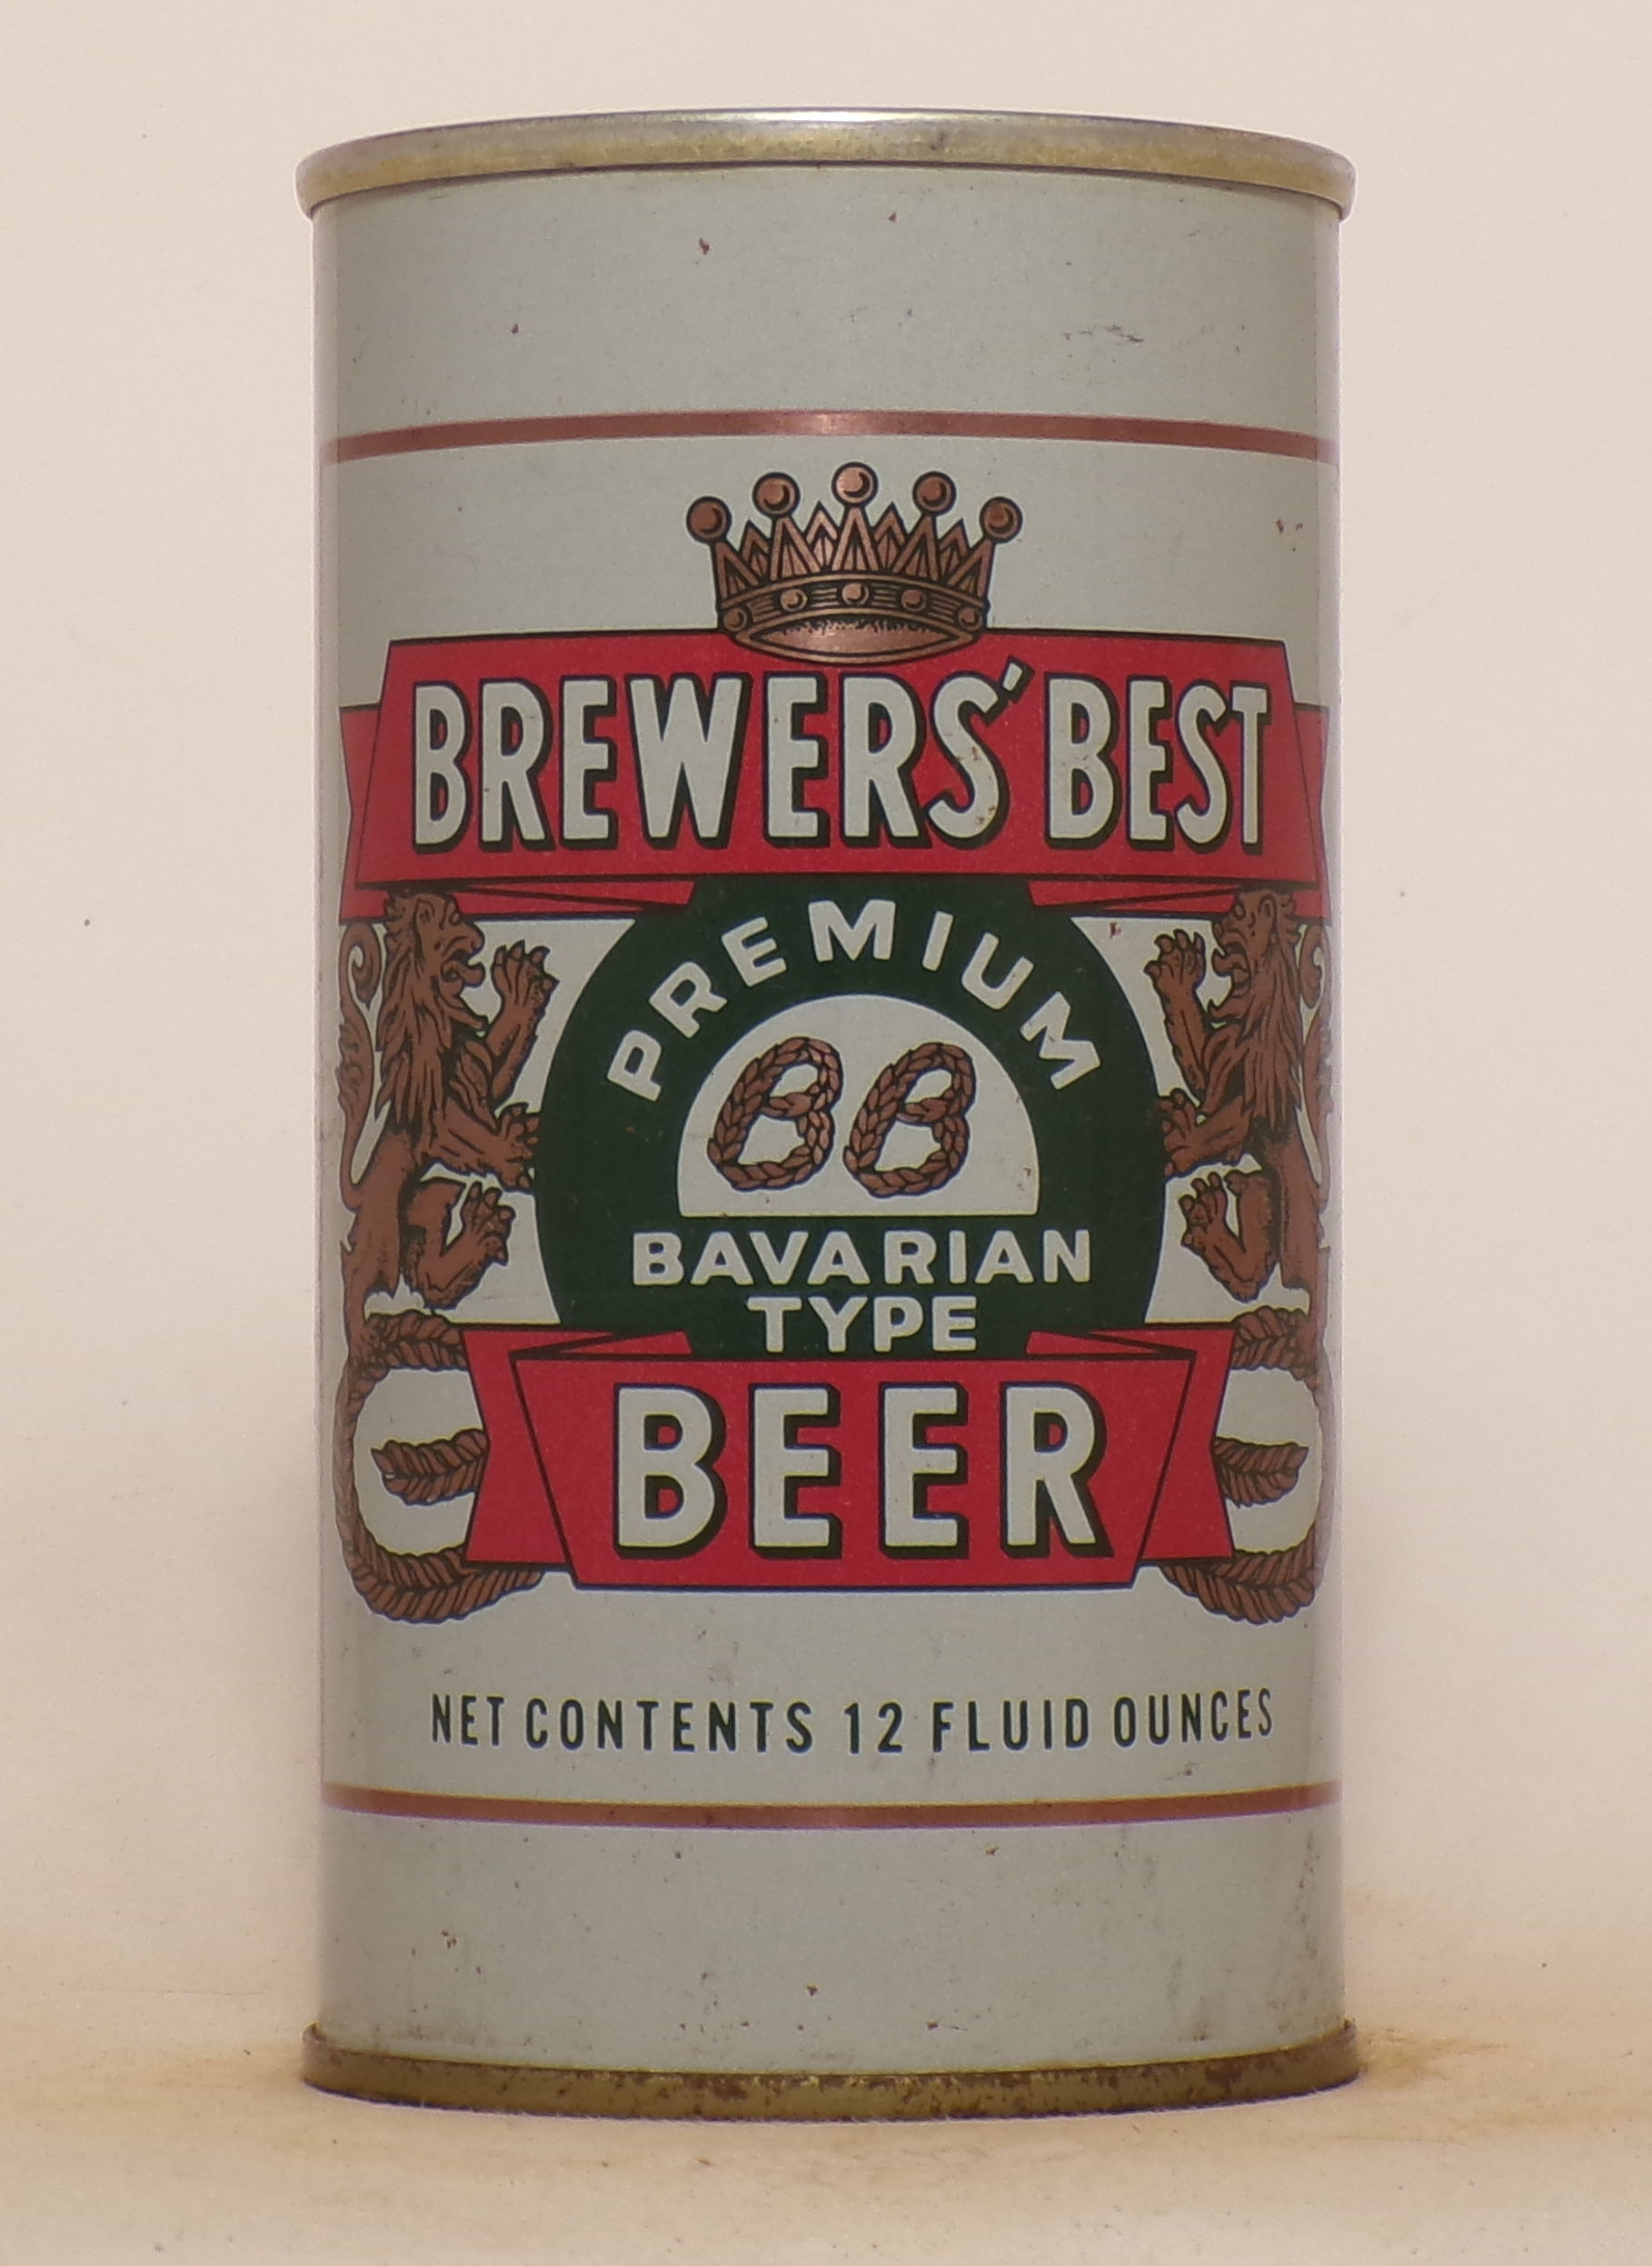 BREWERS' BEST
PREMIUM
BB
BAVARIAN
TYPE
BEER
NET CONTENTS 12 FLUID OUNCES